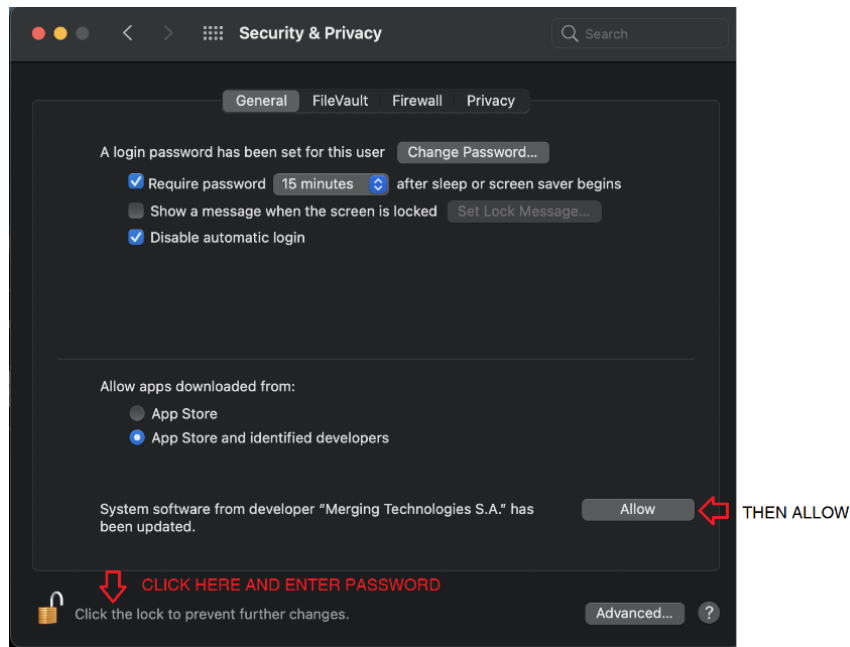 Security & Privacy
Search
General FileVault Firewall Privacy
A login password has been set for this user Change Password...
Require password 15 minutes after sleep or screen saver begins
Show a message when the screen is locked Set Lock Message...
Disable automatic login
Allow apps downloaded from:
App Store
App Store and identified developers
System software from developer “Merging Technologies S.A.” has
been updated.
Allow
THEN ALLOW
CLICK HERE AND ENTER PASSWORD
Click the lock to prevent further changes.
Advanced... ?